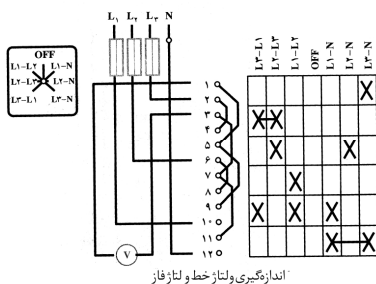 L۱ L۲ L۳ N
OFF
L۱-L۲ L۱-N
L۲-L۳ L۲-N
L۳-L۱ L۳-N
L۳-L۱ L۲-L۳ L۱-L۲ OFF L۱-N L۲-N L۳-N
۱
۲
۳
۴
۵
۶
۷
۸
۹
۱۰
۱۱
۱۲
V
اندازه‌گیری ولتاژ خط و لتاژ فاز